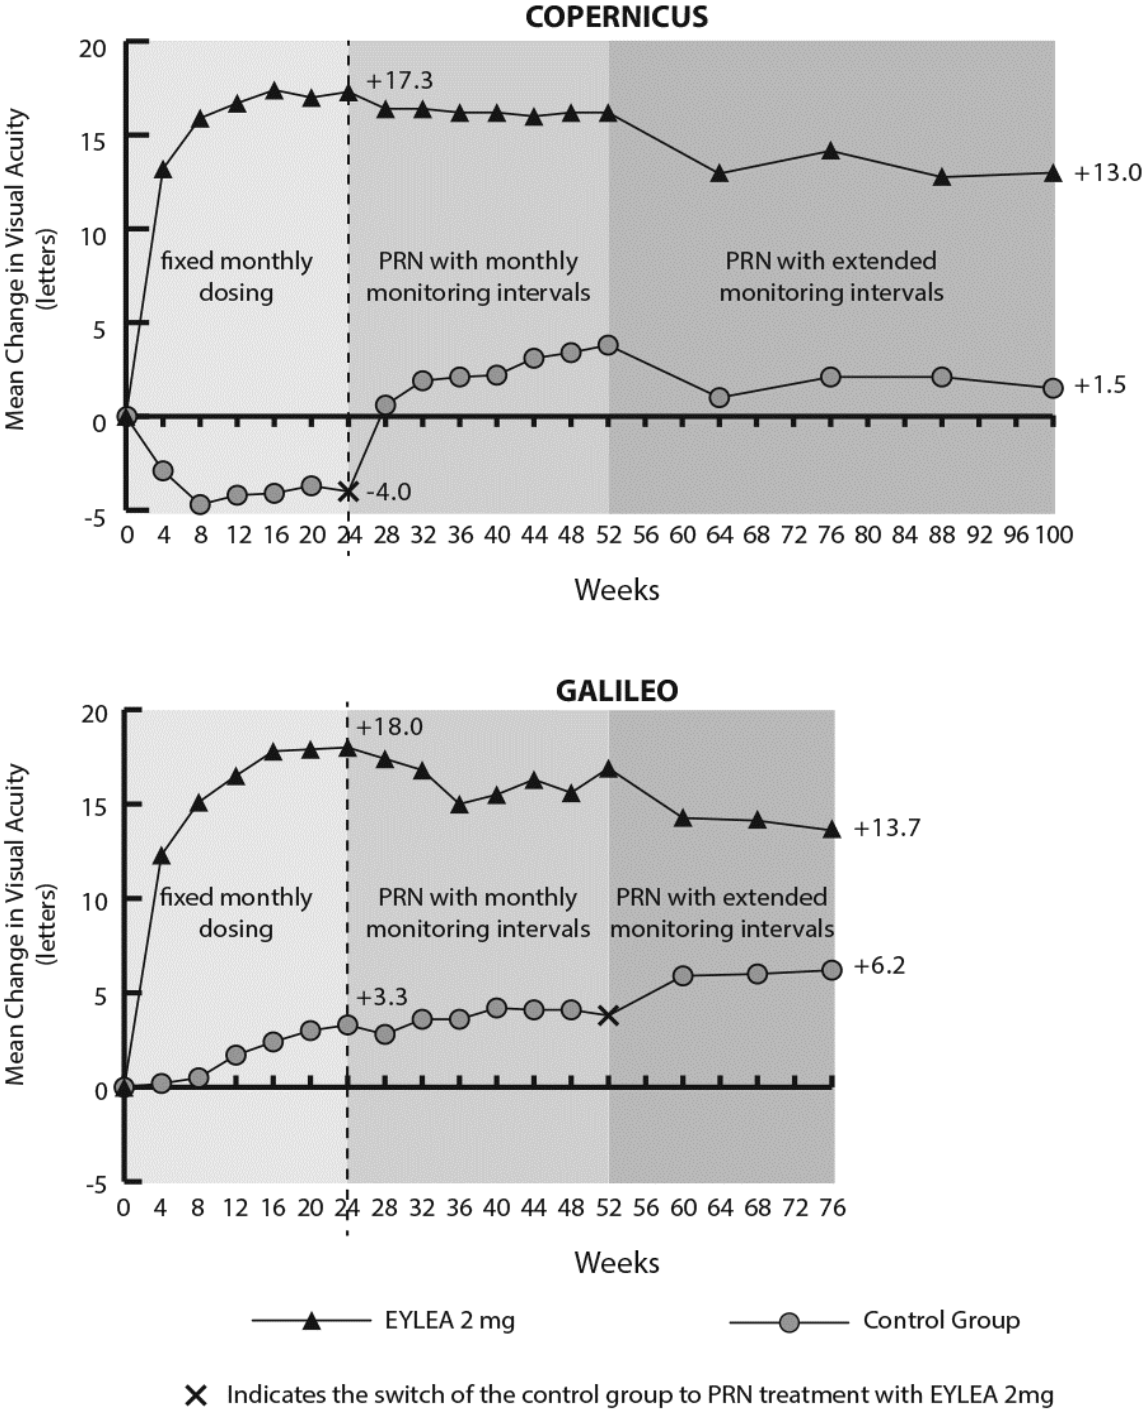 COPERNICUS
20
15
10
5
0
-5
Mean Change in Visual Acuity
(letters)
+17.3
+13.0
fixed monthly
dosing
PRN with monthly
monitoring intervals
PRN with extended
monitoring intervals
+1.5
-4.0
0 4 8 12 16 20 24 28 32 36 40 44 48 52 56 60 64 68 72 76 80 84 88 92 96 100
Weeks
GALILEO
20
15
10
5
0
-5
Mean Change in Visual Acuity
(letters)
+18.0
+13.7
fixed monthly
dosing
PRN with monthly
monitoring intervals
PRN with extended
monitoring intervals
+6.2
+3.3
0 4 8 12 16 20 24 28 32 36 40 44 48 52 56 60 64 68 72 76
Weeks
EYLEA 2 mg
Control Group
Indicates the switch of the control group to PRN treatment with EYLEA 2mg